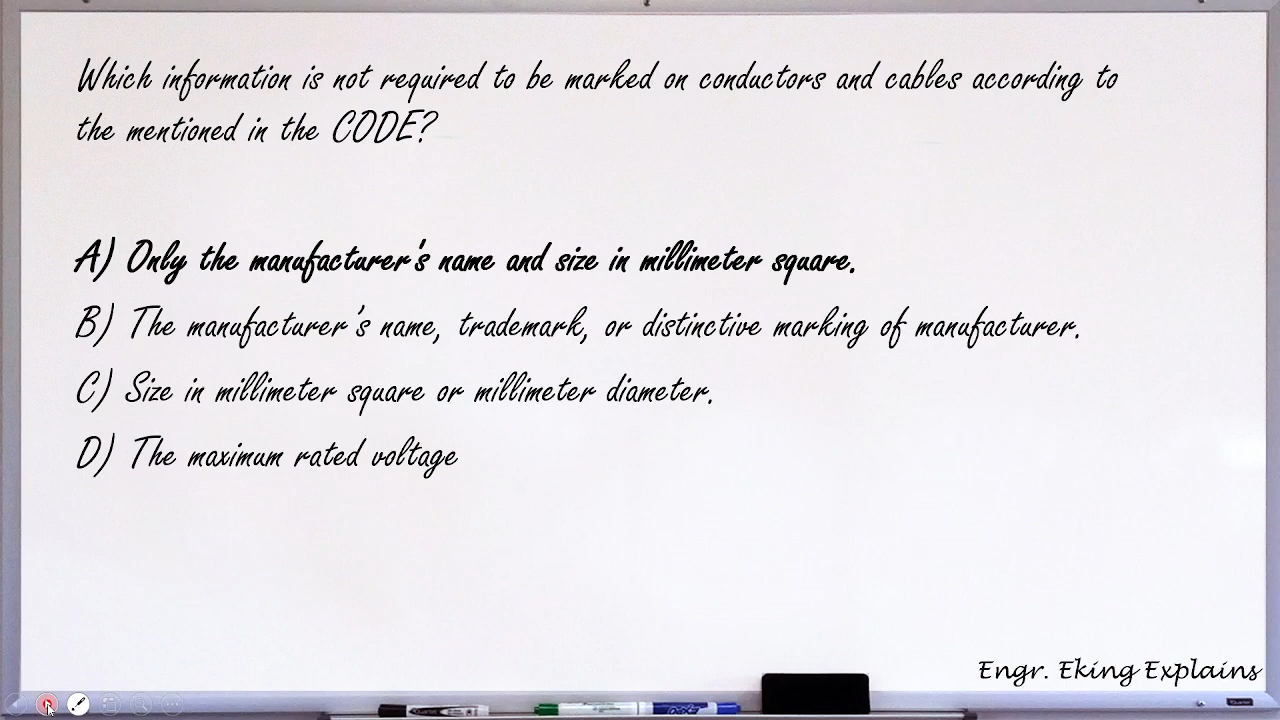 Which information is not required to be marked on conductors and cables according to
the mentioned in the CODE?
A) Only the manufacturer's name and size in millimeter square.
B) The manufacturer's name, trademark, or distinctive marking of manufacturer.
C) Size in millimeter square or millimeter diameter.
D) The maximum rated voltage
Engr. Eking Explains